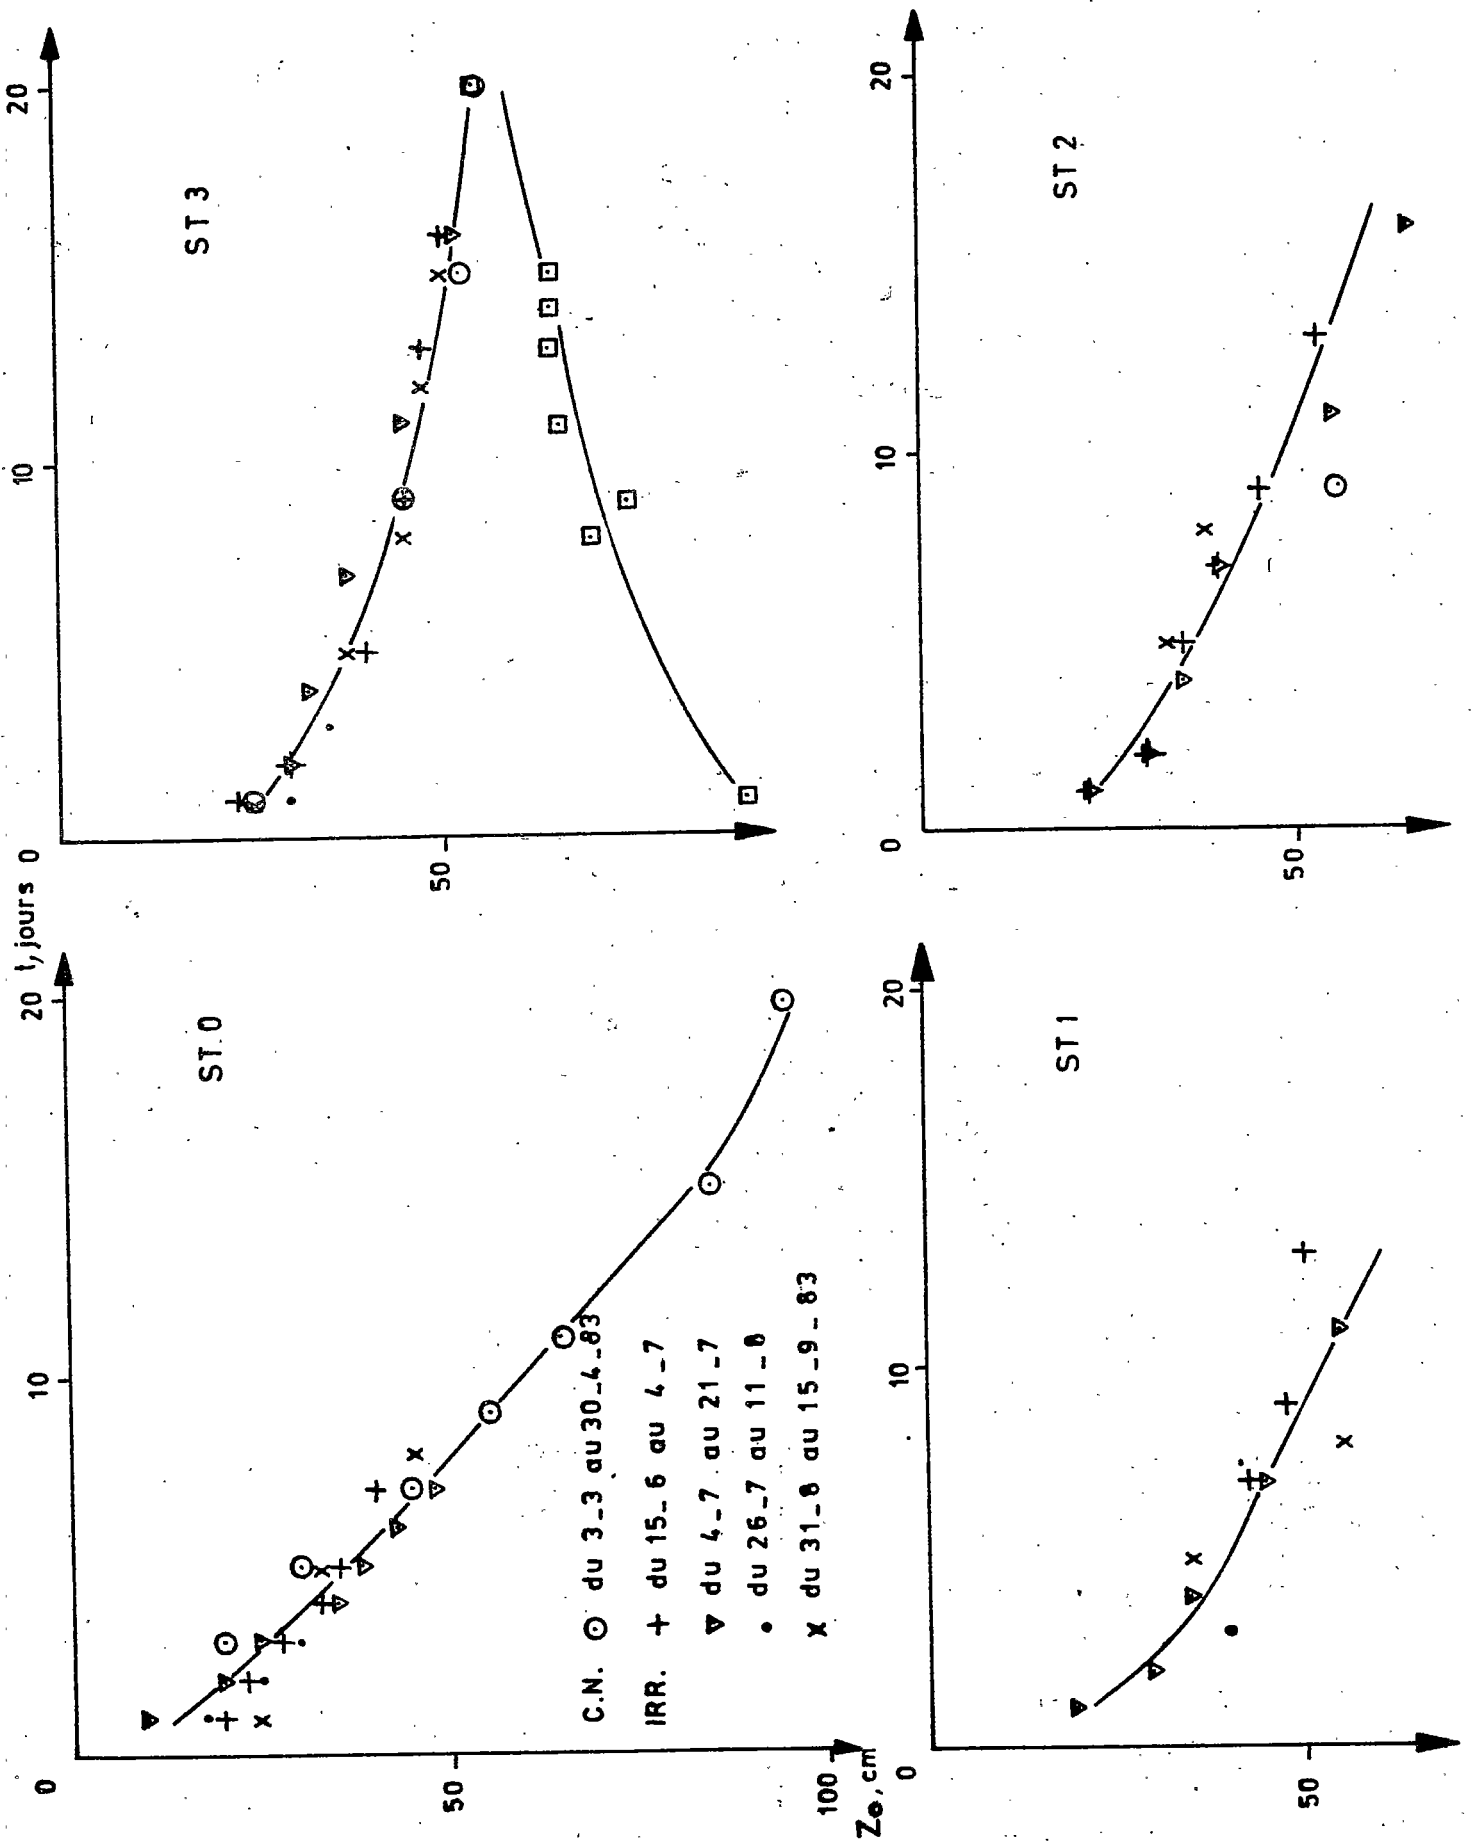 0
10
20
t, jours
50
100
Z₀, cm
ST.0
C.N. ⊙ du 3_3 au 30_4_83
IRR. + du 15_6 au 4_7
▽ du 4_7 au 21_7
• du 26_7 au 11_8
x du 31_8 au 15_9_83
0
10
20
50
ST 3
0
10
20
50
ST 1
0
10
20
50
ST 2